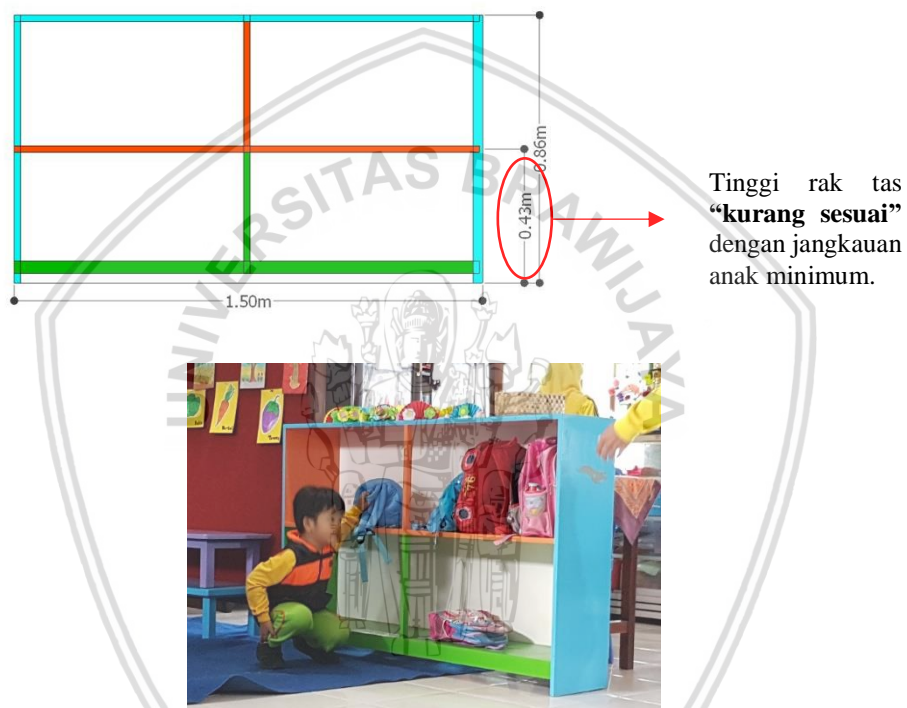 0.86m
0.43m
1.50m
Tinggi rak tas
“kurang sesuai”
dengan jangkauan
anak minimum.
UNIVERSITAS BRAWIJAYA